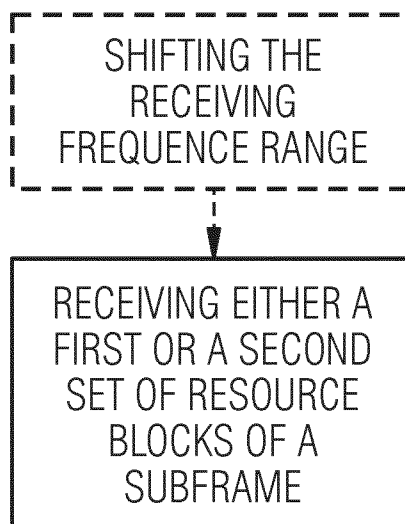 SHIFTING THE
RECEIVING
FREQUENCE RANGE
RECEIVING EITHER A
FIRST OR A SECOND
SET OF RESOURCE
BLOCKS OF A
SUBFRAME